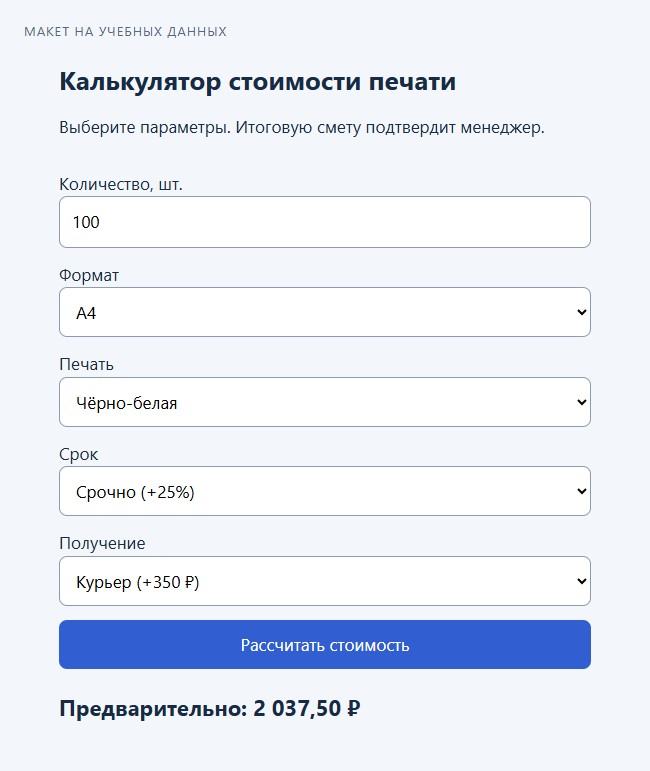 МАКЕТ НА УЧЕБНЫХ ДАННЫХ
Калькулятор стоимости печати
Выберите параметры. Итоговую смету подтвердит менеджер.
Количество, шт.
100
Формат
A4
Печать
Чёрно-белая
Срок
Срочно (+25%)
Получение
Курьер (+350 ₽)
Рассчитать стоимость
Предварительно: 2 037,50 ₽